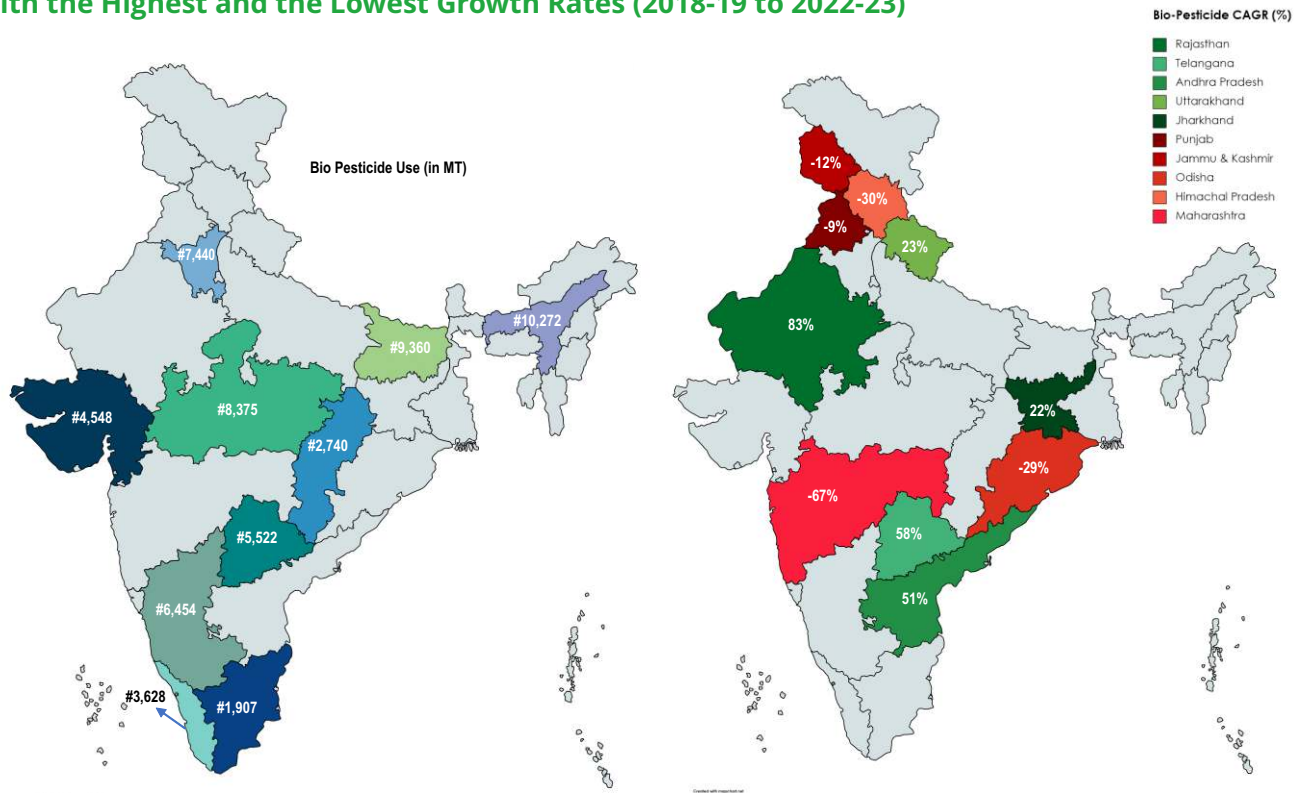 ith the Highest and the Lowest Growth Rates (2018-19 to 2022-23)
Bio Pesticide Use (in MT)
#7,440
#10,272
#9,360
#4,548
#8,375
#2,740
#5,522
#6,454
#3,628
#1,907
Bio-Pesticide CAGR (%)
Rajasthan
Telangana
Andhra Pradesh
Uttarakhand
Jharkhand
Punjab
Jammu & Kashmir
Odisha
Himachal Pradesh
Maharashtra
-12%
-30%
-9%
23%
83%
22%
-29%
-67%
58%
51%